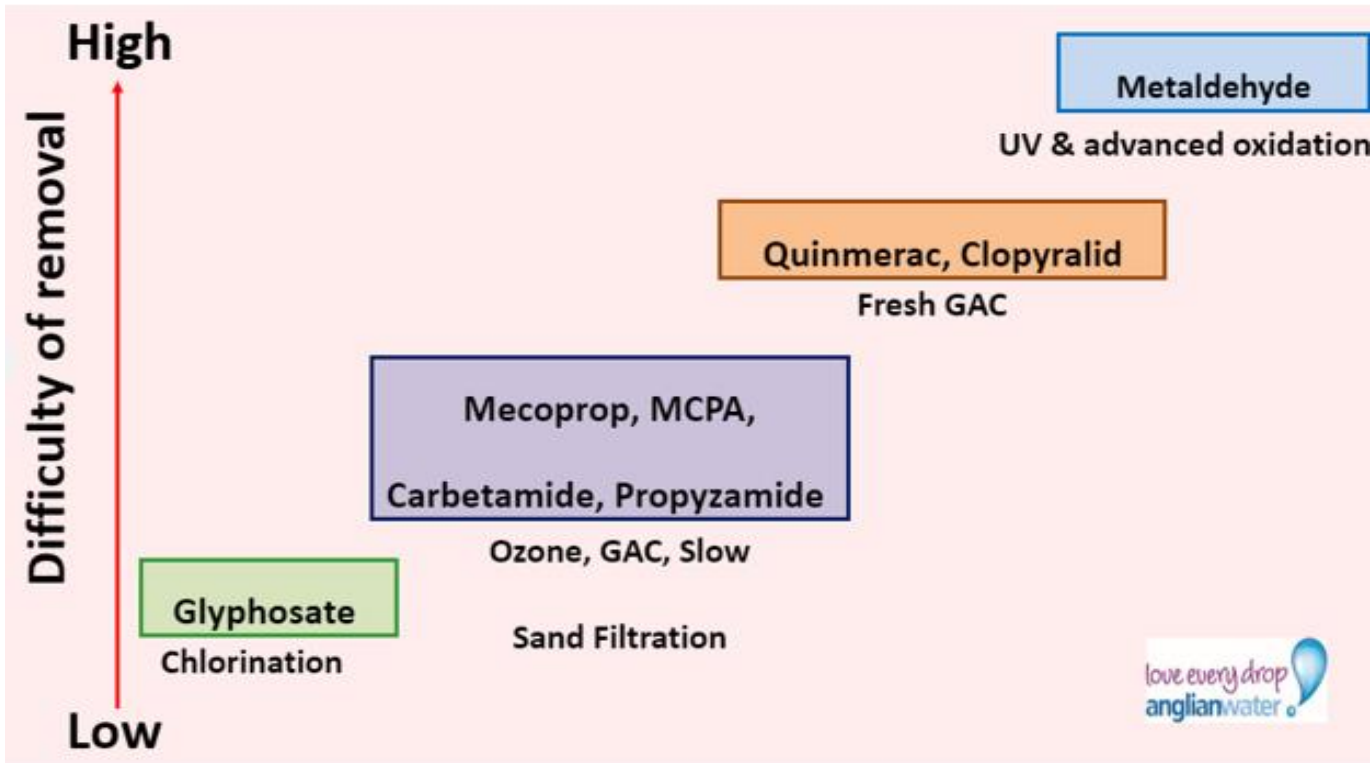 High
Difficulty of removal
Low
Metaldehyde
UV & advanced oxidation
Quinmerac, Clopyralid
Fresh GAC
Mecoprop, MCPA,
Carbetamide, Propyzamide
Ozone, GAC, Slow
Sand Filtration
Glyphosate
Chlorination
love every drop
anglianwater